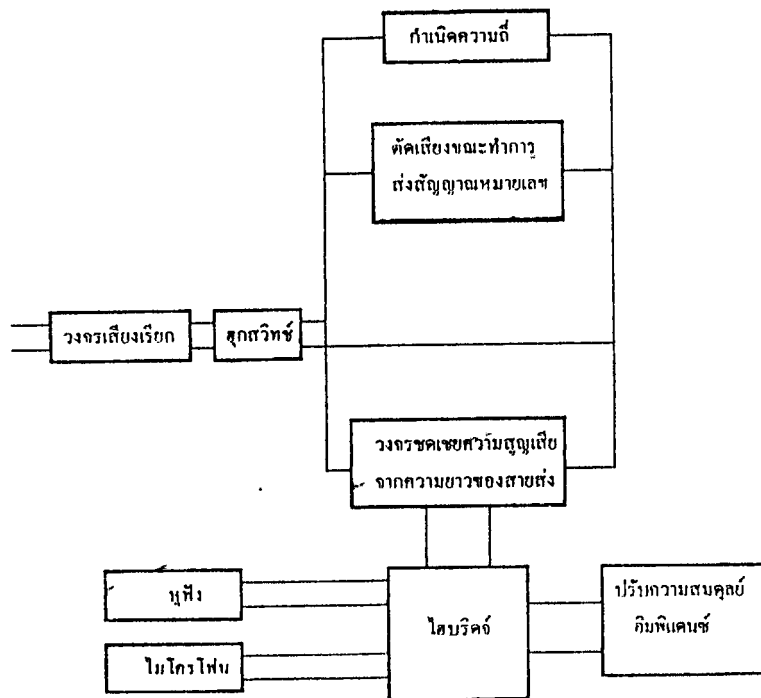 กำเนิดความถี่
ตัดเสียงขณะทำการ
ส่งสัญญาณหมายเลข
วงจรเสียงเรียก
ฮุกสวิทช์
วงจรชดเชยความสูญเสีย
จากความยาวของสายส่ง
หูฟัง
ไฮบริดจ์
ปรับความสมดุลย์
อิมพีแดนซ์
ไมโครโฟน